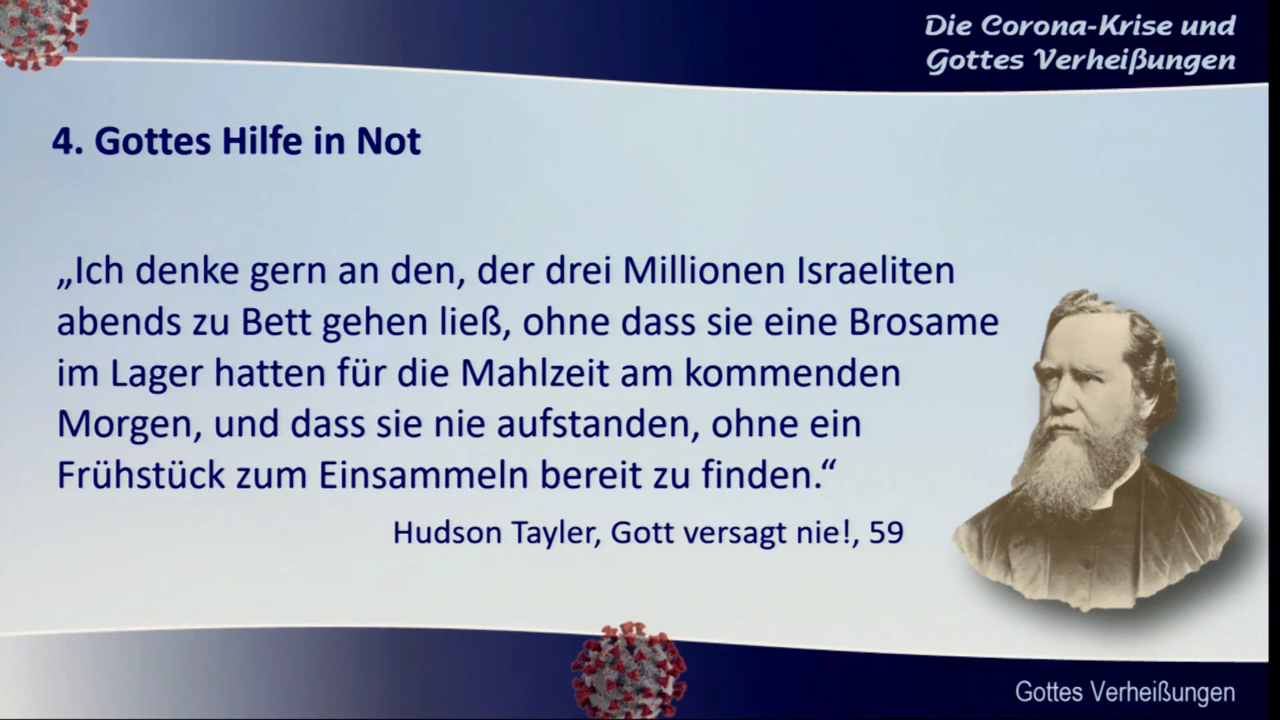 Die Corona-Krise und
Gottes Verheißungen
4. Gottes Hilfe in Not
„Ich denke gern an den, der drei Millionen Israeliten
abends zu Bett gehen ließ, ohne dass sie eine Brosame
im Lager hatten für die Mahlzeit am kommenden
Morgen, und dass sie nie aufstanden, ohne ein
Frühstück zum Einsammeln bereit zu finden.“
Hudson Tayler, Gott versagt nie!, 59
Gottes Verheißungen